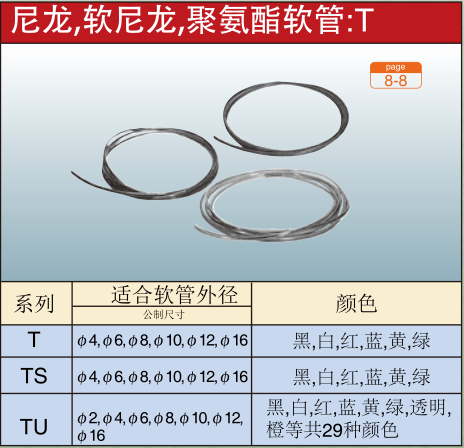 尼龙,软尼龙,聚氨酯软管:T
page
8-8
系列 适合软管外径 颜色
公制尺寸
T φ4,φ6,φ8,φ10,φ12,φ16 黑,白,红,蓝,黄,绿
TS φ4,φ6,φ8,φ10,φ12,φ16 黑,白,红,蓝,黄,绿
TU φ2,φ4,φ6,φ8,φ10,φ12, 黑,白,红,蓝,黄,绿,透明,
φ16 橙等共29种颜色